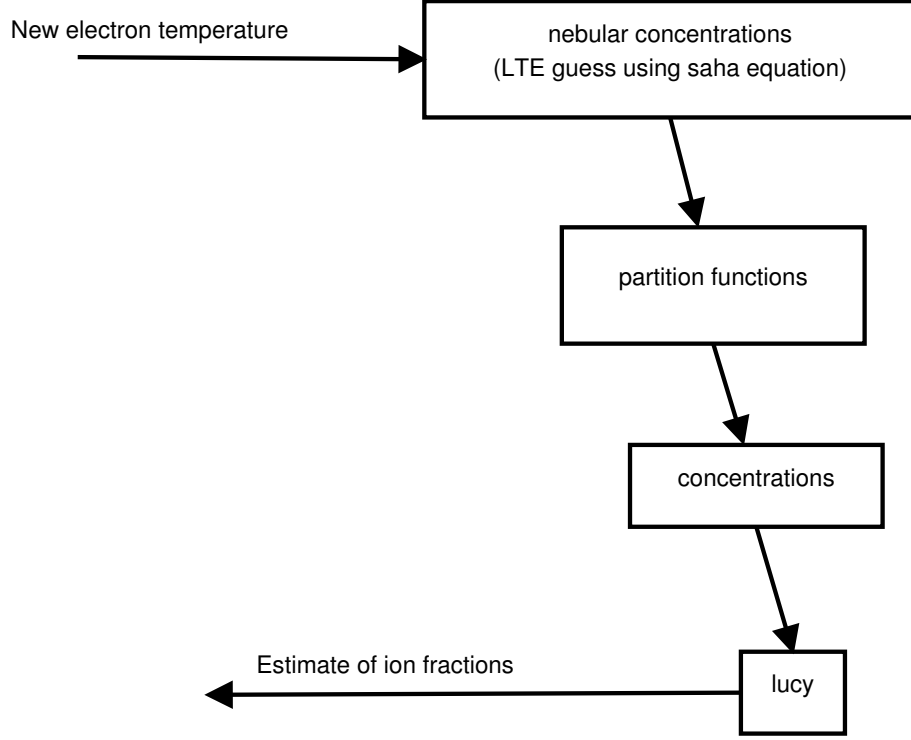 New electron temperature
nebular concentrations
(LTE guess using saha equation)
partition functions
concentrations
lucy
Estimate of ion fractions